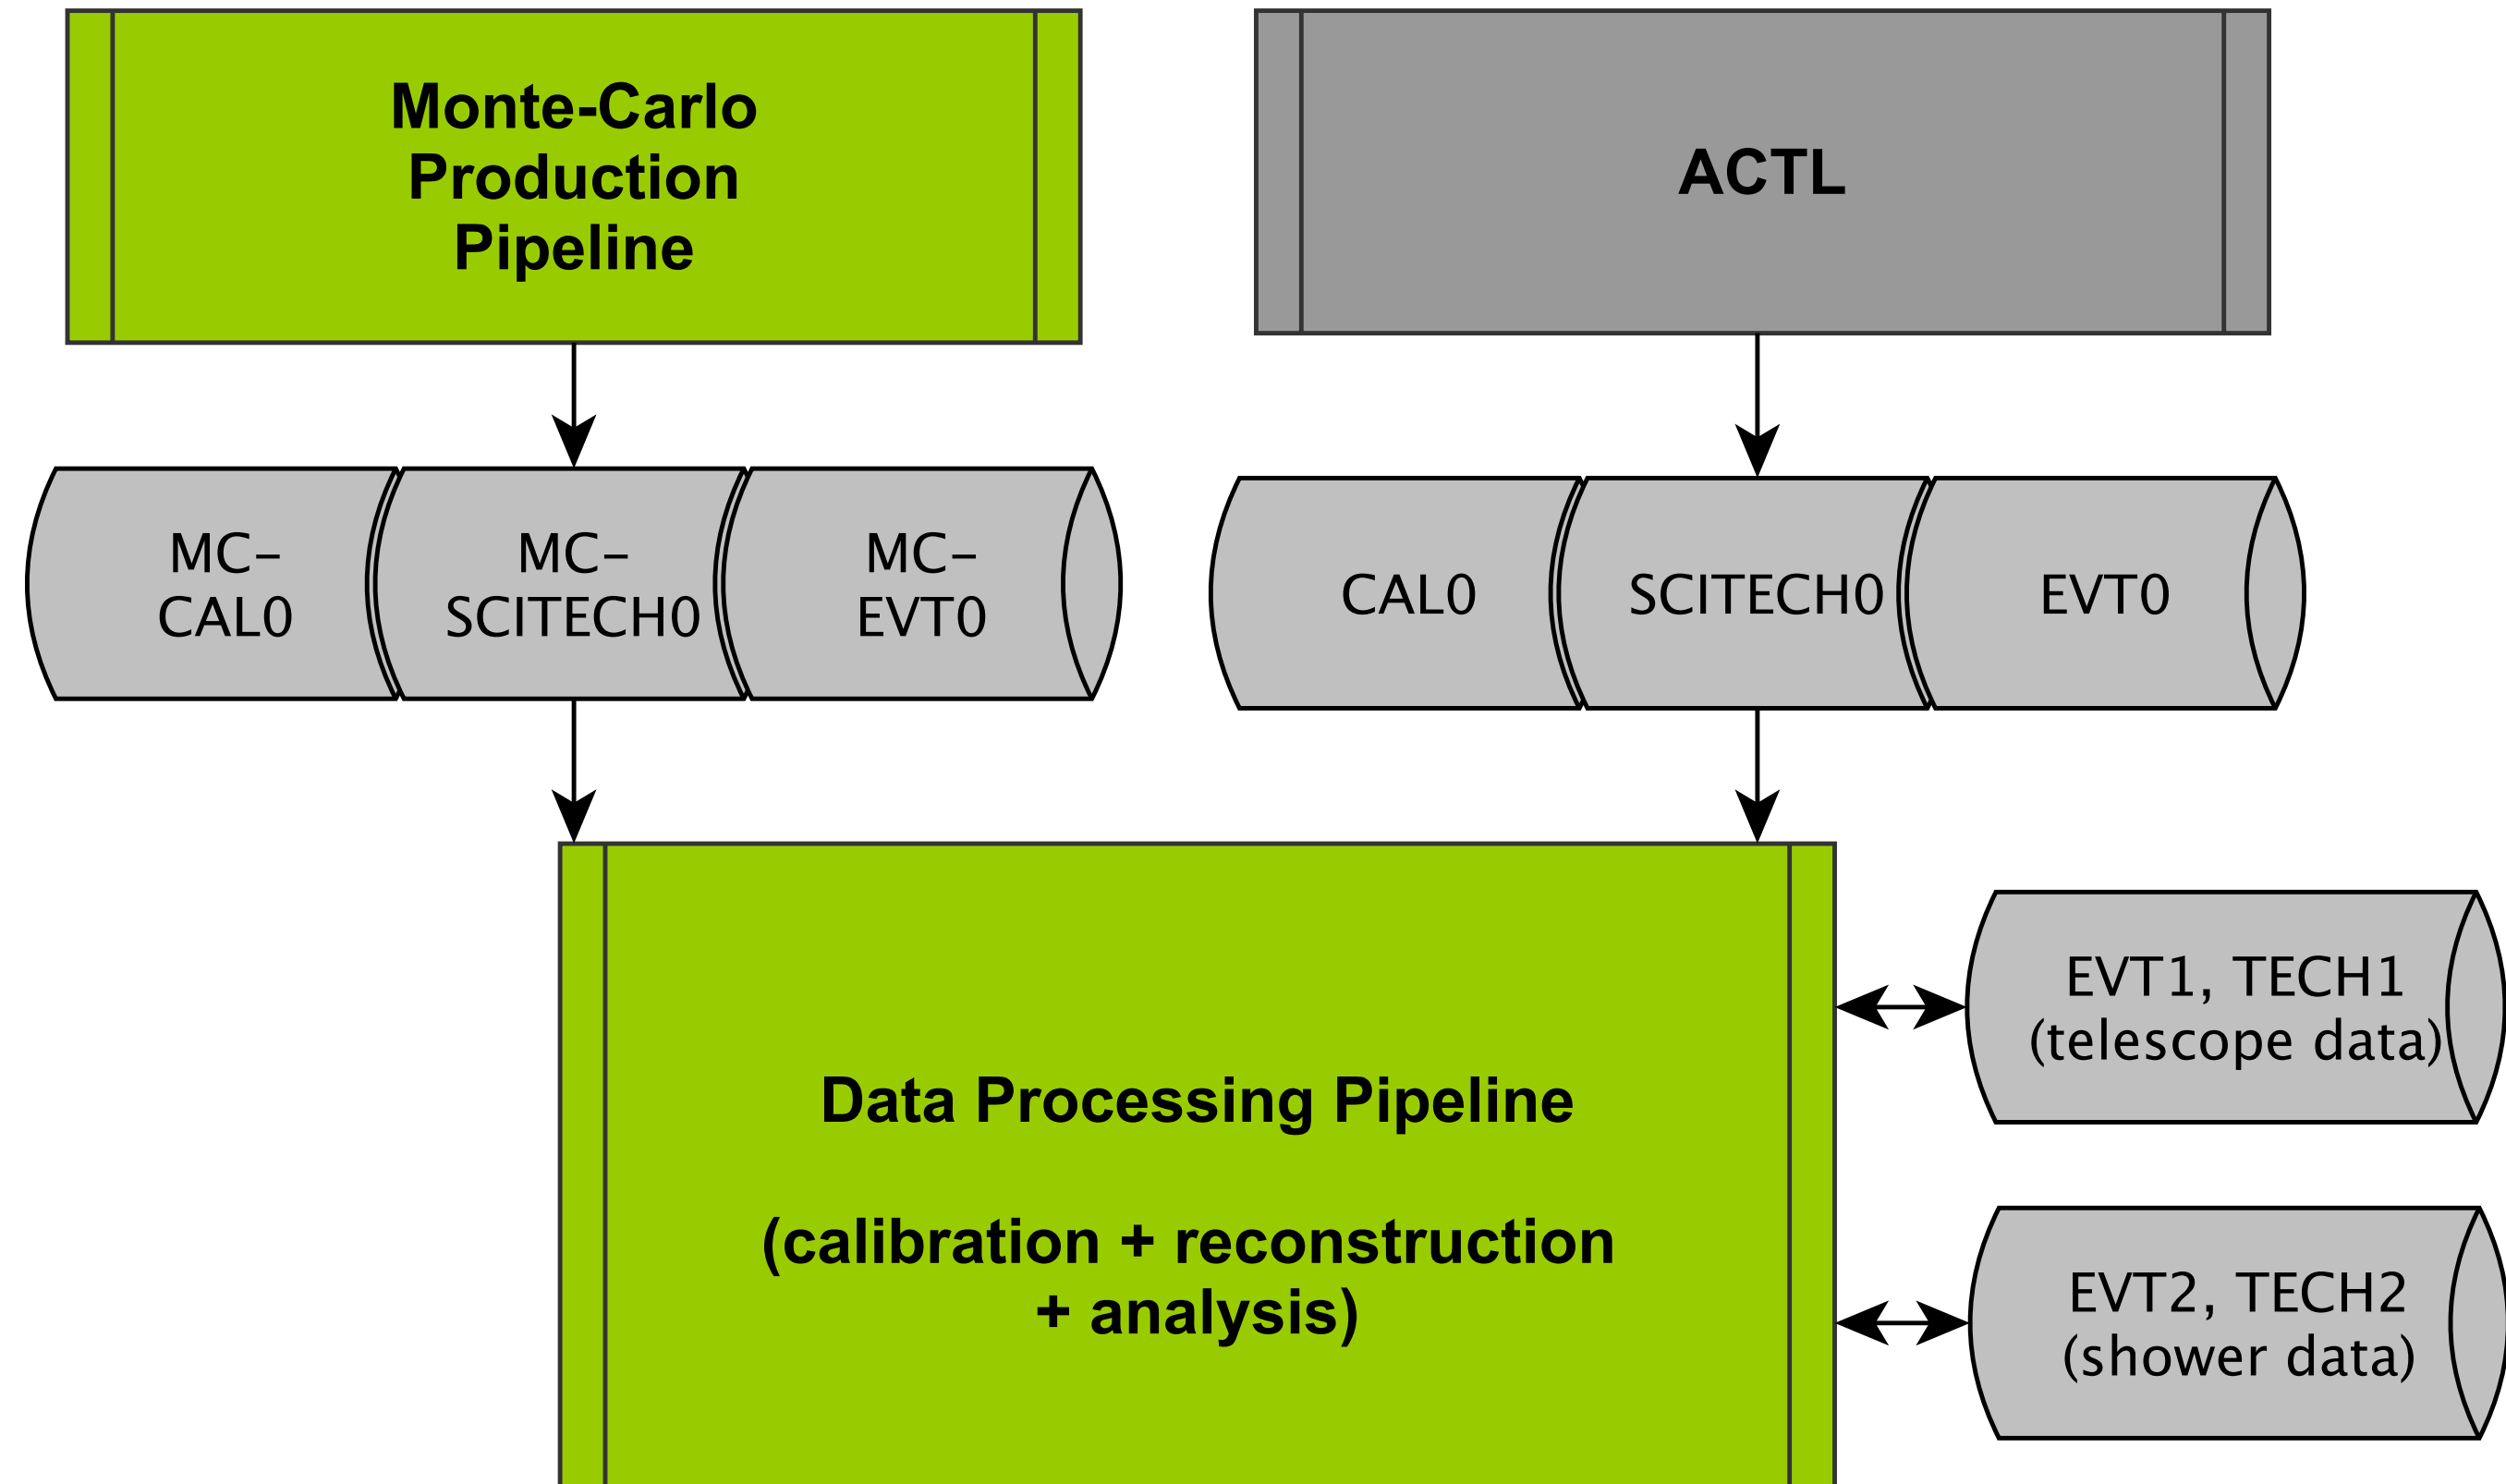 Monte-Carlo
Production
Pipeline
ACTL
MC-
CAL0
MC-
SCITECH0
MC-
EVT0
CAL0
SCITECH0
EVT0
EVT1, TECH1
(telescope data)
Data Processing Pipeline
(calibration + reconstruction
+ analysis)
EVT2, TECH2
(shower data)